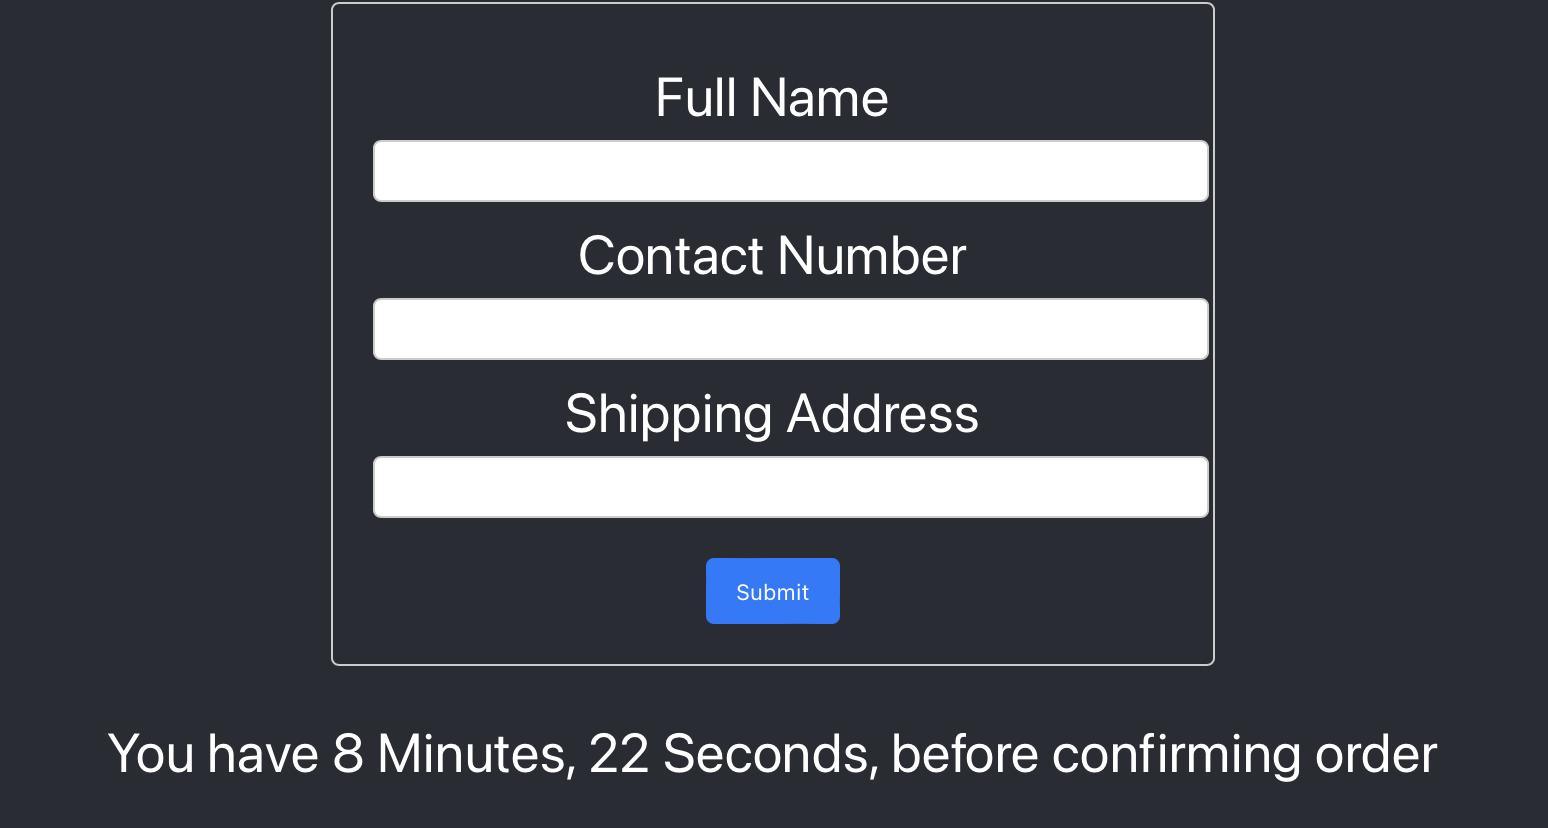 Full Name
Contact Number
Shipping Address
Submit
You have 8 Minutes, 22 Seconds, before confirming order